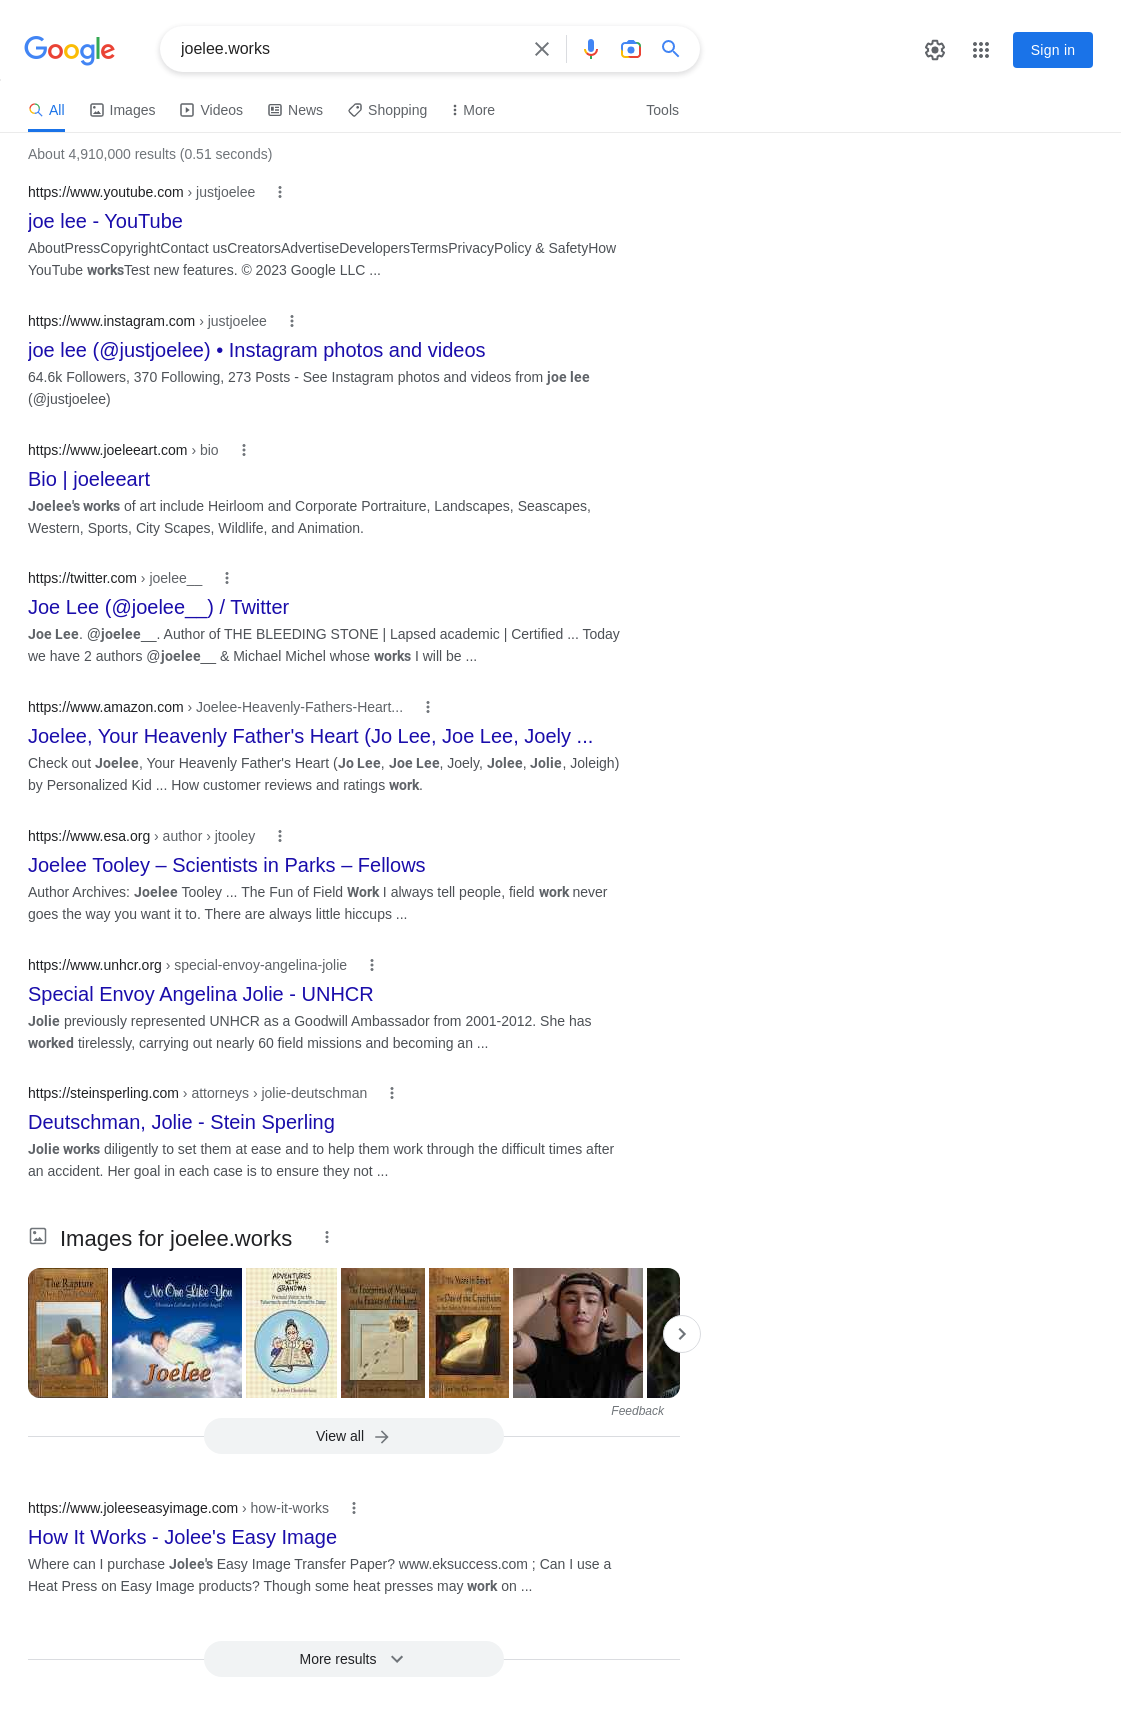 Google
joelee.works
Sign in
All
Images
Videos
News
Shopping
More
Tools
About 4,910,000 results (0.51 seconds)
https://www.youtube.com › justjoelee
joe lee - YouTube
AboutPressCopyrightContact usCreatorsAdvertiseDevelopersTermsPrivacyPolicy & SafetyHow
YouTube worksTest new features. © 2023 Google LLC ...
https://www.instagram.com › justjoelee
joe lee (@justjoelee) • Instagram photos and videos
64.6k Followers, 370 Following, 273 Posts - See Instagram photos and videos from joe lee
(@justjoelee)
https://www.joeleeart.com › bio
Bio | joeleeart
Joelee's works of art include Heirloom and Corporate Portraiture, Landscapes, Seascapes,
Western, Sports, City Scapes, Wildlife, and Animation.
https://twitter.com › joelee__
Joe Lee (@joelee__) / Twitter
Joe Lee. @joelee__. Author of THE BLEEDING STONE | Lapsed academic | Certified ... Today
we have 2 authors @joelee__ & Michael Michel whose works I will be ...
https://www.amazon.com › Joelee-Heavenly-Fathers-Heart...
Joelee, Your Heavenly Father's Heart (Jo Lee, Joe Lee, Joely ...
Check out Joelee, Your Heavenly Father's Heart (Jo Lee, Joe Lee, Joely, Jolee, Jolie, Joleigh)
by Personalized Kid ... How customer reviews and ratings work.
https://www.esa.org › author › jtooley
Joelee Tooley – Scientists in Parks – Fellows
Author Archives: Joelee Tooley ... The Fun of Field Work I always tell people, field work never
goes the way you want it to. There are always little hiccups ...
https://www.unhcr.org › special-envoy-angelina-jolie
Special Envoy Angelina Jolie - UNHCR
Jolie previously represented UNHCR as a Goodwill Ambassador from 2001-2012. She has
worked tirelessly, carrying out nearly 60 field missions and becoming an ...
https://steinsperling.com › attorneys › jolie-deutschman
Deutschman, Jolie - Stein Sperling
Jolie works diligently to set them at ease and to help them work through the difficult times after
an accident. Her goal in each case is to ensure they not ...
Images for joelee.works
The Rapture
No One Like You
Joelee
ADVENTURES
WITH
GRANDMA
The Footprints of Messiah
in the Feasts of the Lord
Feedback
View all
https://www.joleeseasyimage.com › how-it-works
How It Works - Jolee's Easy Image
Where can I purchase Jolee's Easy Image Transfer Paper? www.eksuccess.com ; Can I use a
Heat Press on Easy Image products? Though some heat presses may work on ...
More results